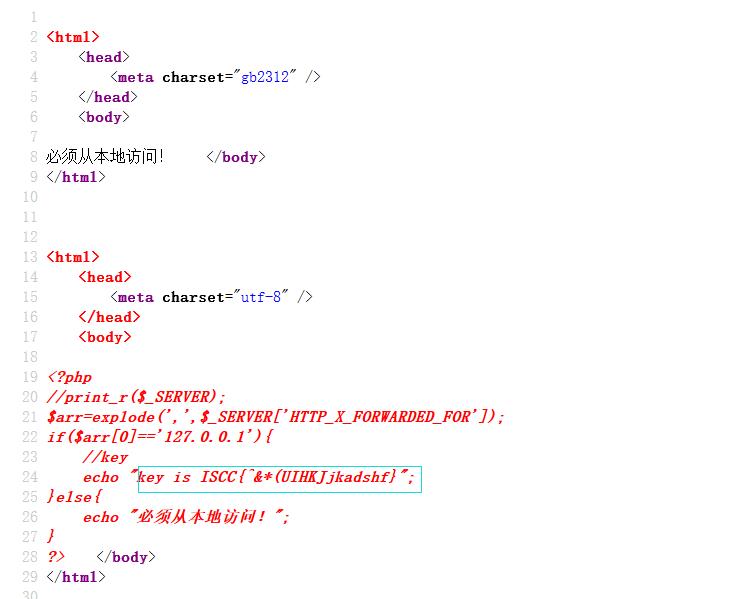 1
2 <html>
3 <head>
4 <meta charset="gb2312" />
5 </head>
6 <body>
7
8 必须从本地访问! </body>
9 </html>
10
11
12
13 <html>
14 <head>
15 <meta charset="utf-8" />
16 </head>
17 <body>
18
19 <?php
20 //print_r($_SERVER);
21 $arr=explode(',',$_SERVER['HTTP_X_FORWARDED_FOR']);
22 if($arr[0]=='127.0.0.1'){
23 //key
24 echo "key is ISCC{^&*(UIHKJjkadshf}";
25 }else{
26 echo "必须从本地访问！";
27 }
28 ?> </body>
29 </html>
30